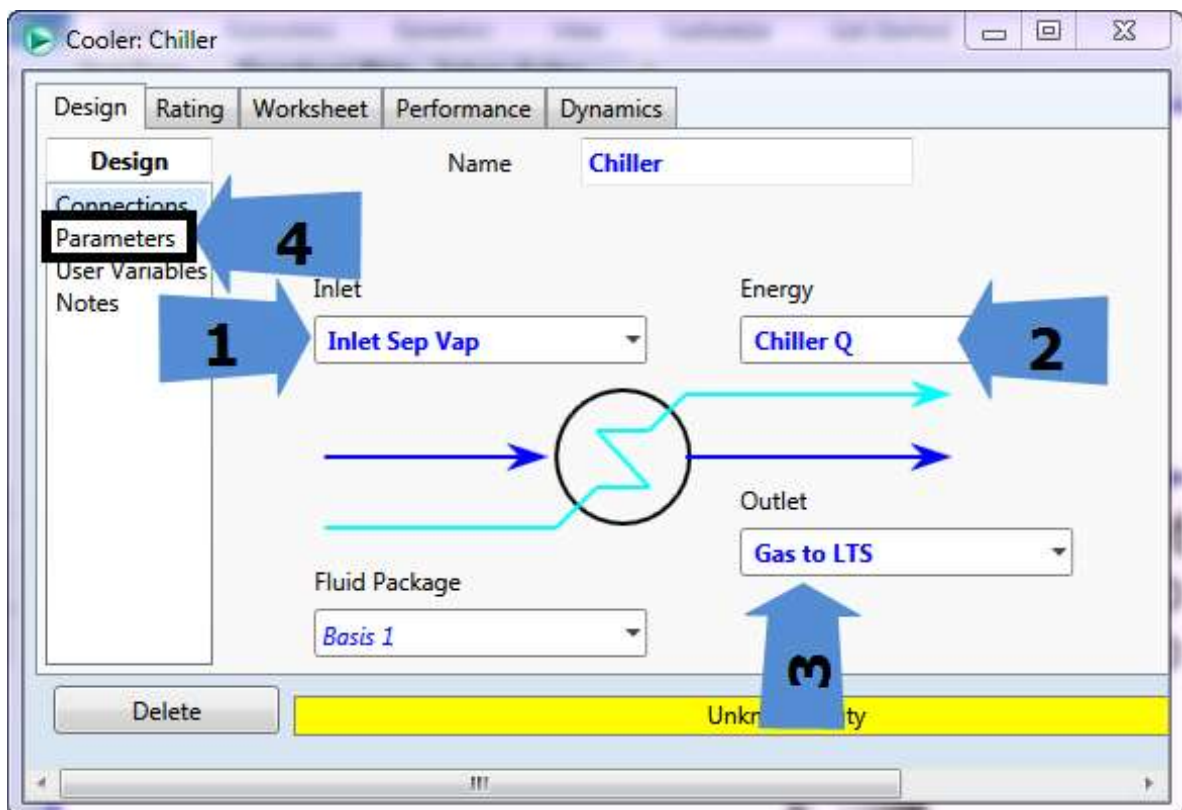 Cooler: Chiller
Design Rating Worksheet Performance Dynamics
Design
Name Chiller
Connections
Parameters
User Variables
Notes
4
Inlet
Energy
1
Inlet Sep Vap
Chiller Q
2
Outlet
Gas to LTS
Fluid Package
Basis 1
3
Delete